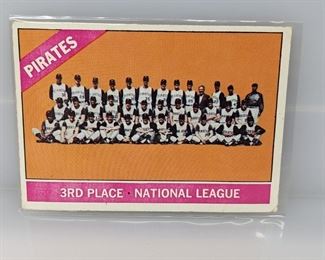 PIRATES
3RD PLACE · NATIONAL LEAGUE